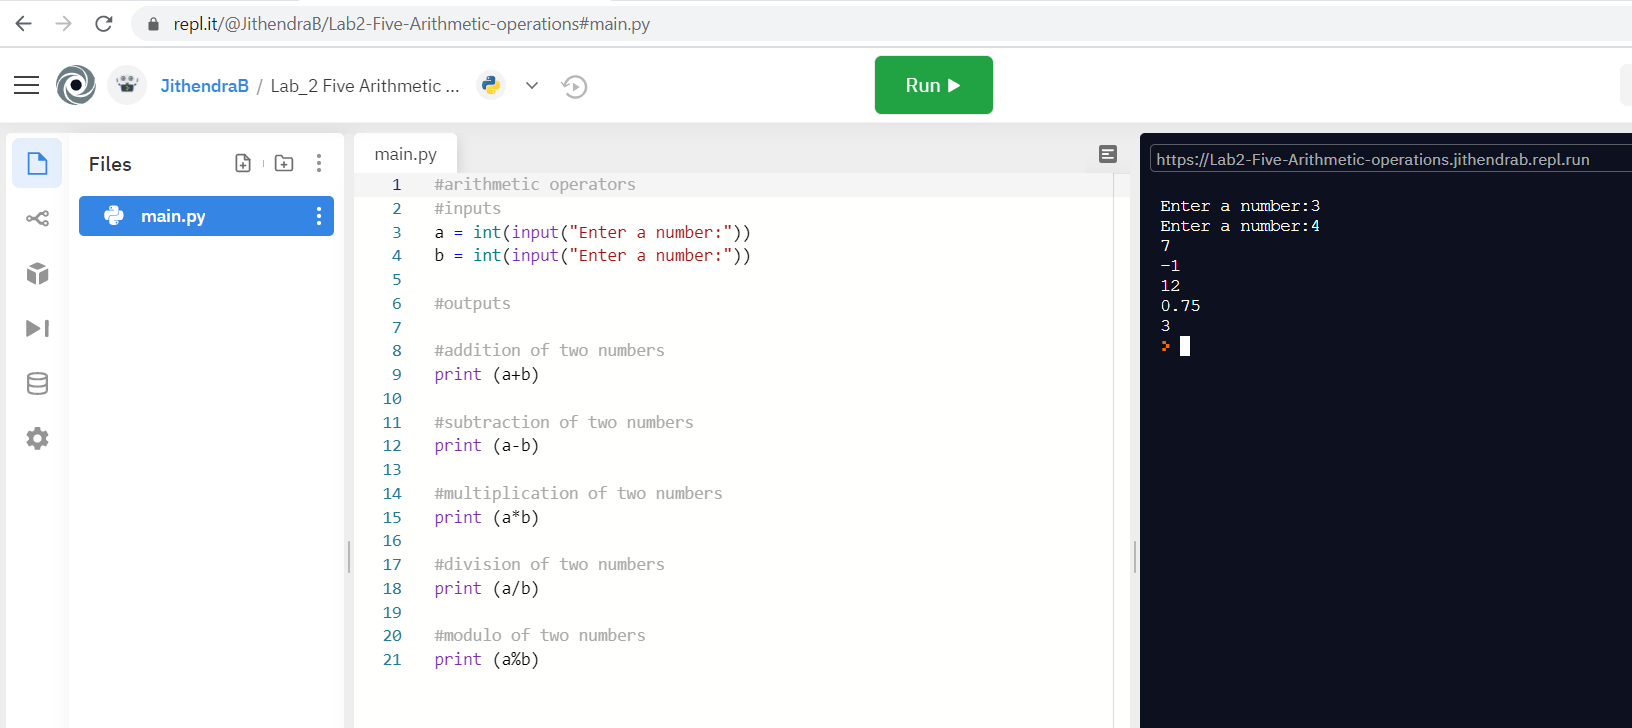 repl.it/@JithendraB/Lab2-Five-Arithmetic-operations#main.py
JithendraB / Lab_2 Five Arithmetic ...
Run
Files
main.py
main.py
1 #arithmetic operators
2 #inputs
3 a = int(input("Enter a number:"))
4 b = int(input("Enter a number:"))
5
6 #outputs
7
8 #addition of two numbers
9 print (a+b)
10
11 #subtraction of two numbers
12 print (a-b)
13
14 #multiplication of two numbers
15 print (a*b)
16
17 #division of two numbers
18 print (a/b)
19
20 #modulo of two numbers
21 print (a%b)
https://Lab2-Five-Arithmetic-operations.jithendrab.repl.run
Enter a number:3
Enter a number:4
7
-1
12
0.75
3
>